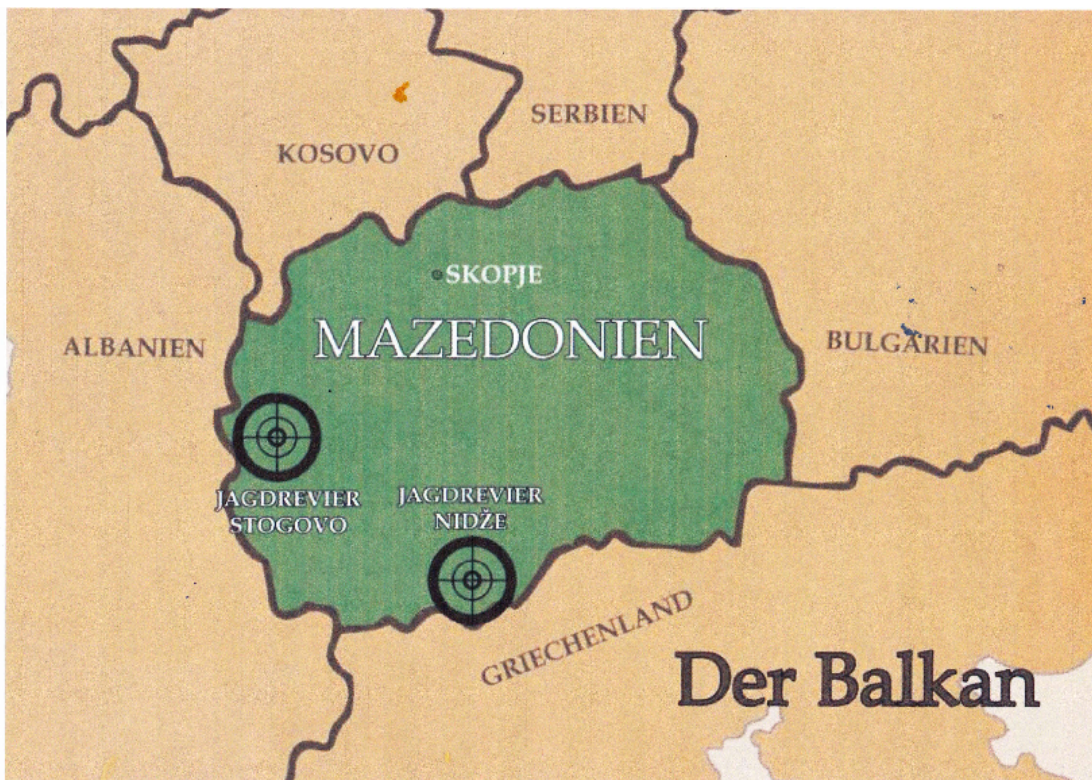 SERBIEN
KOSOVO
SKOPJE
MAZEDONIEN
ALBANIEN
BULGARIEN
JAGDREVIER
STOGOVO
JAGDREVIER
NIDŽE
GRIECHENLAND
Der Balkan